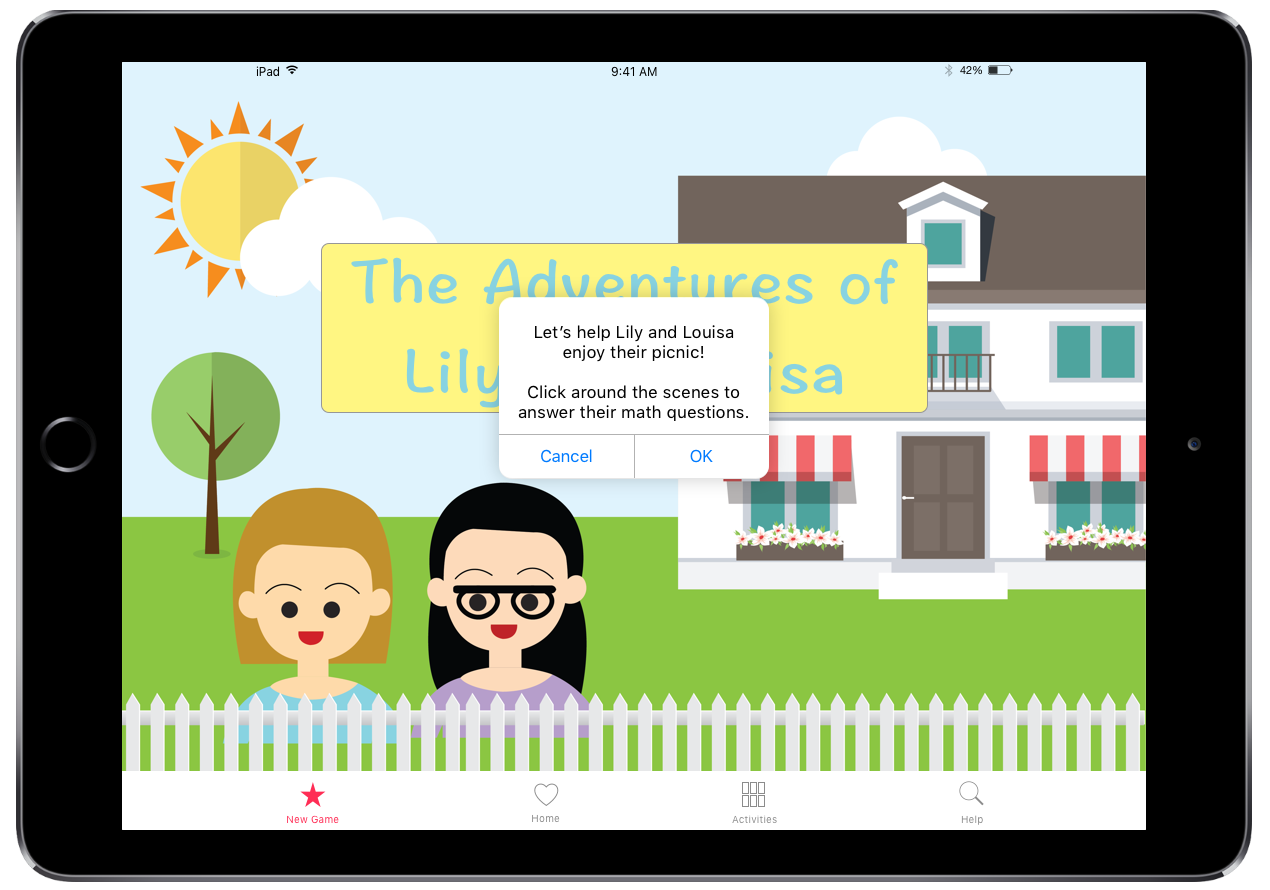 iPad 9:41 AM 42%
The Adventures of
Lily isa
Let's help Lily and Louisa
enjoy their picnic!
Click around the scenes to
answer their math questions.
Cancel OK
New Game Home Activities Help